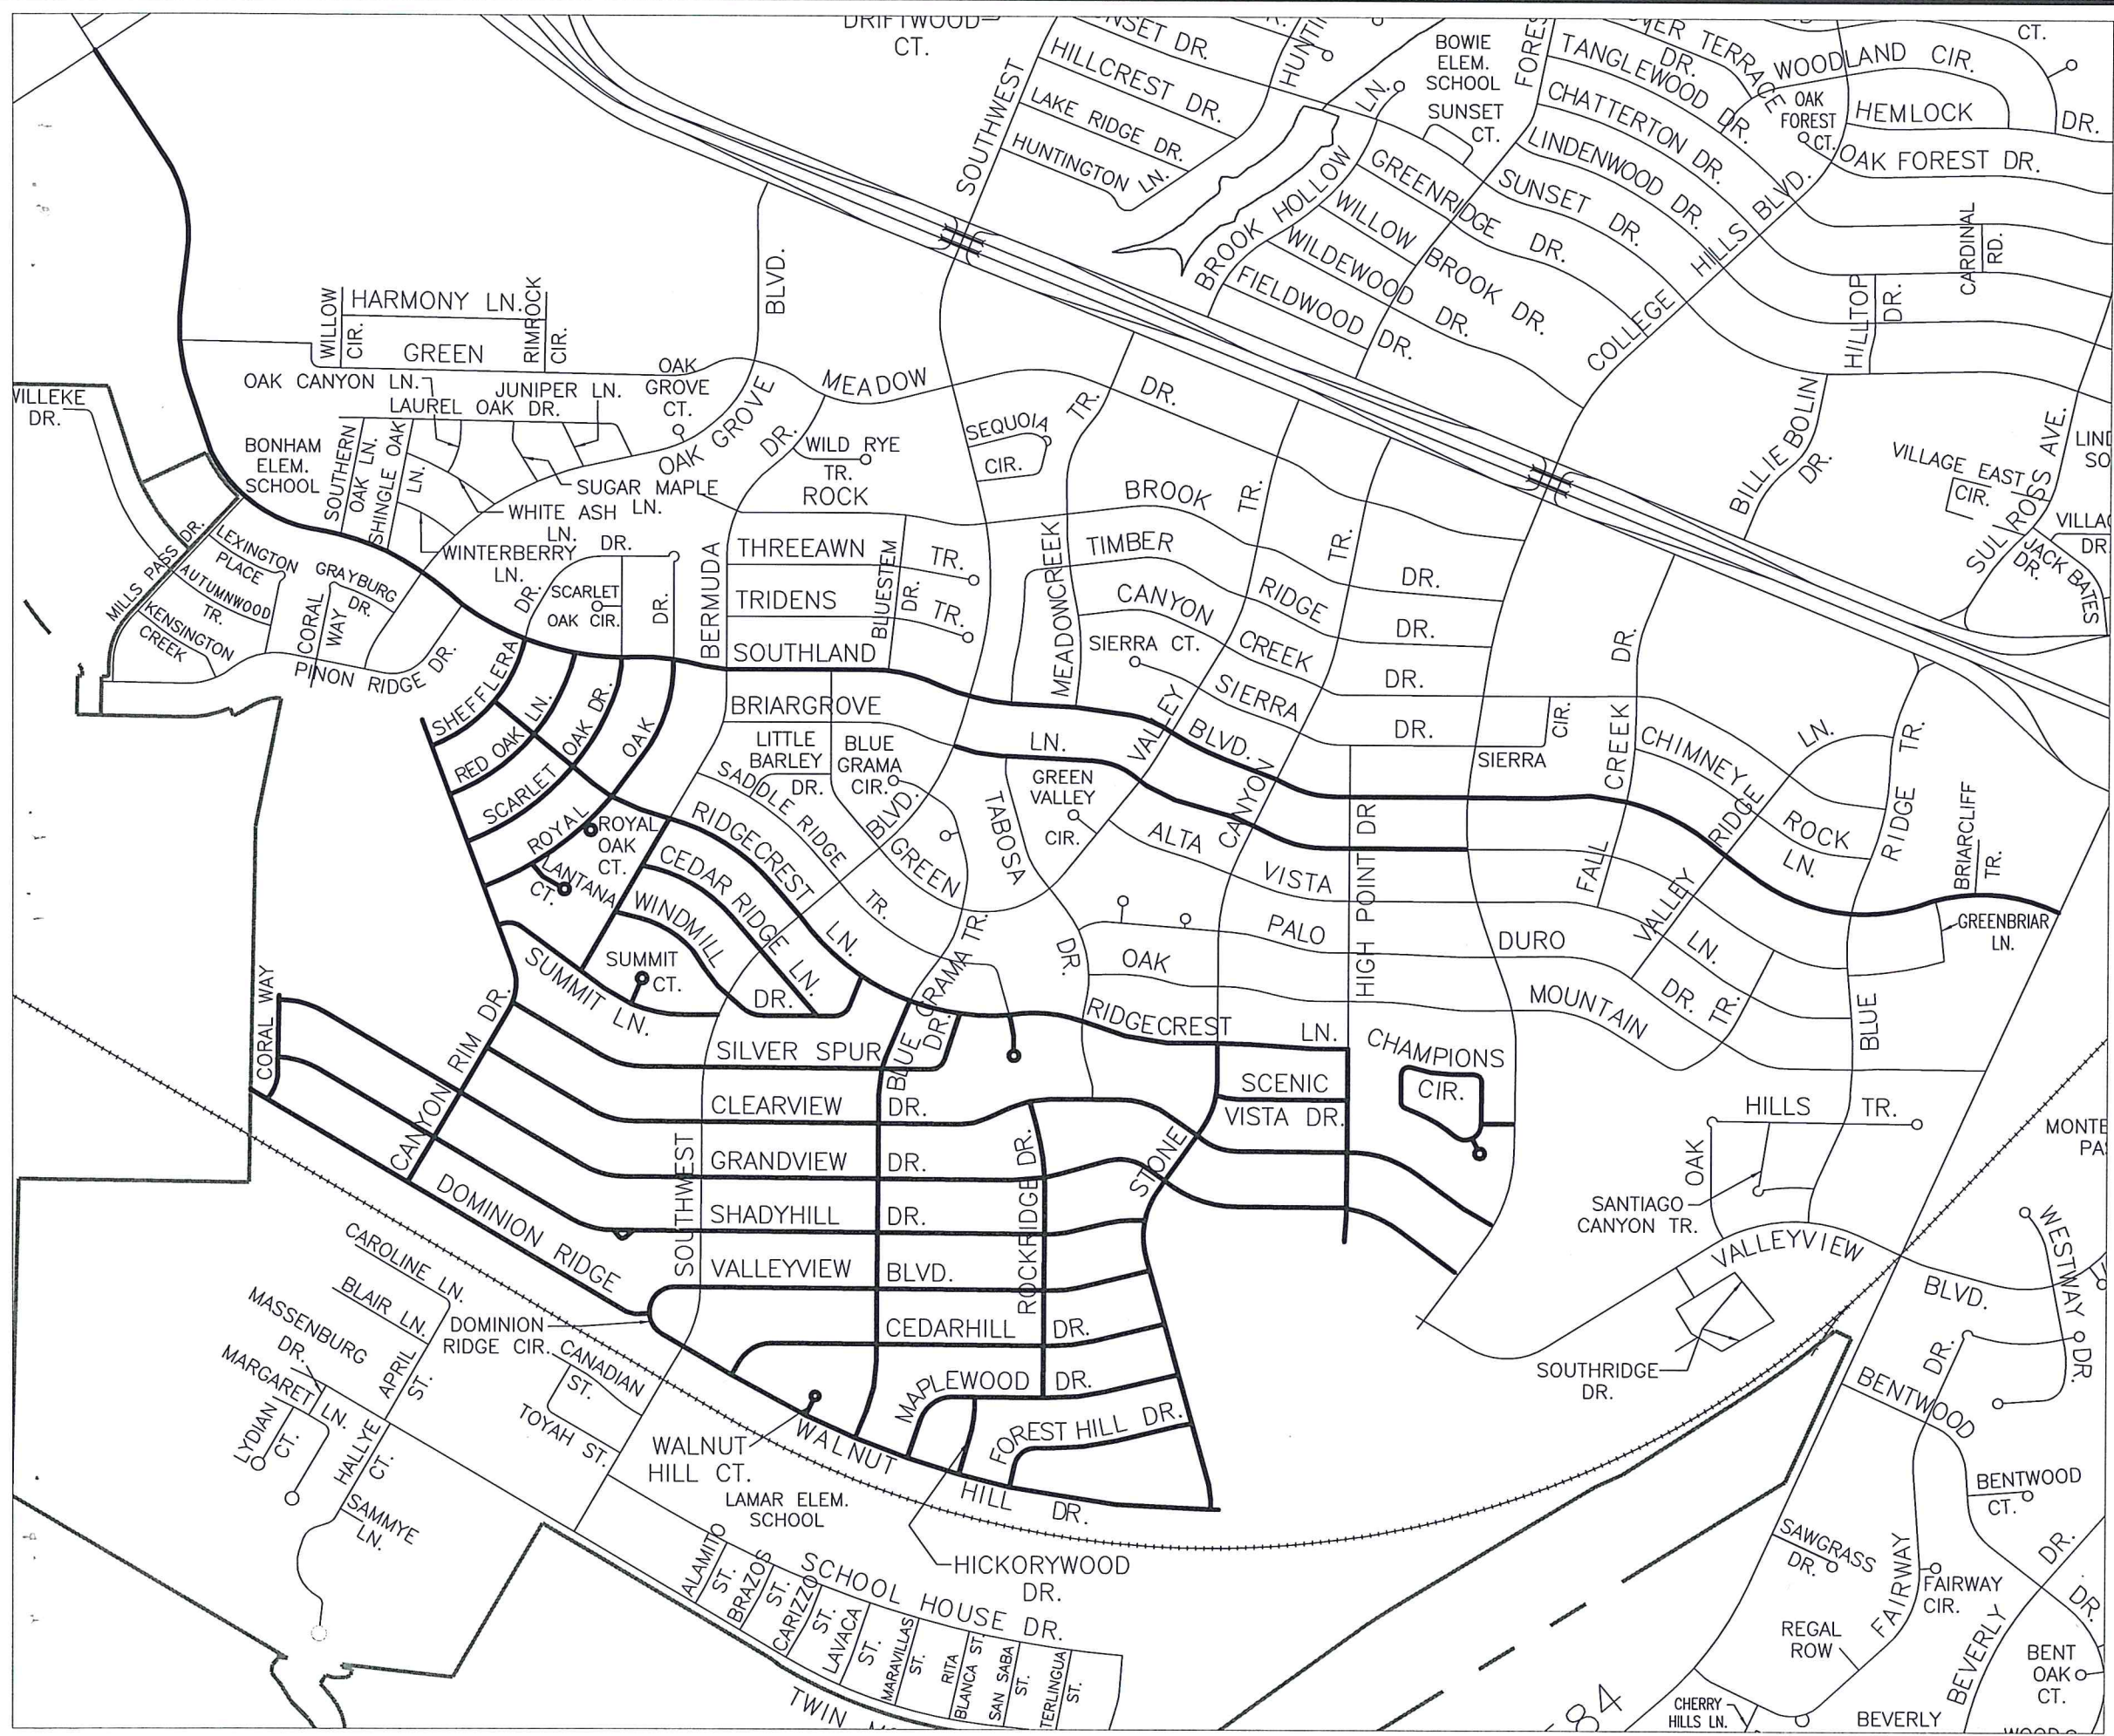 DRIFTWOOD
CT.
SOUTHWEST
HILLCREST DR.
LAKE RIDGE DR.
HUNTINGTON LN.
BROOK HOLLOW LN.
BOWIE
ELEM.
SCHOOL
SUNSET
CT.
TANGLEWOOD DR.
CHATTERTON DR.
LINDENWOOD DR.
SUNSET DR.
GREENRIDGE DR.
WILLOW BROOK DR.
WILDEWOOD DR.
FIELDWOOD DR.
TERRACE
DR.
WOODLAND CIR.
CT.
OAK
FOREST
CT.
HEMLOCK DR.
OAK FOREST DR.
COLLEGE HILLS BLVD.
CARDINAL
RD.
HILLTOP
DR.
BILLIE BOLIN
DR.
VILLAGE EAST
CIR.
SUL ROSS AVE.
JACK BATES
DR.
WILLOW
CIR.
HARMONY LN.
RIMROCK
CIR.
GREEN MEADOW DR.
OAK GROVE BLVD.
OAK
GROVE
CT.
OAK CANYON LN.
JUNIPER LN.
LAUREL OAK DR.
BONHAM
ELEM.
SCHOOL
SOUTHERN
OAK LN.
SHINGLE OAK
LN.
SUGAR MAPLE
LN.
WHITE ASH
LN.
WINTERBERRY
LN.
WILD RYE
TR.
SEQUOIA
CIR.
ROCK BROOK
DR.
BERMUDA DR.
THREEAWN TR.
TRIDENS TR.
BLUESTEM
DR.
MEADOWCREEK TR.
TIMBER RIDGE DR.
CANYON CREEK DR.
SIERRA CT.
SIERRA DR.
SIERRA
CIR.
SOUTHLAND BLVD.
MILLS PASS DR.
LEXINGTON
PLACE
AUTUMNWOOD
TR.
KENSINGTON
CREEK
GRAYBURG
DR.
CORAL
WAY
PINON RIDGE DR.
SCARLET
OAK CIR.
SHEFFLERA DR.
RED OAK LN.
SCARLET OAK DR.
ROYAL OAK DR.
ROYAL
OAK
CT.
LANTANA
CT.
BRIARGROVE LN.
LITTLE
BARLEY
DR.
BLUE
GRAMA
CIR.
SADDLE RIDGE TR.
BLVD.
GREEN
VALLEY
CIR.
GREEN VALLEY TR.
TABOSA DR.
ALTA VISTA LN.
CANYON
HIGH POINT DR
FALL CREEK DR.
CHIMNEY ROCK LN.
VALLEY RIDGE LN.
BLUE RIDGE TR.
BRIARCLIFF
TR.
GREENBRIAR
LN.
PALO DURO DR.
OAK MOUNTAIN TR.
RIDGECREST LN.
CEDAR RIDGE LN.
WINDMILL DR.
SUMMIT
CT.
SUMMIT LN.
BLUE GRAMA TR.
RIDGECREST LN.
CORAL WAY
CANYON RIM DR.
SILVER SPUR DR.
CLEARVIEW DR.
GRANDVIEW DR.
SHADYHILL DR.
VALLEYVIEW BLVD.
CEDARHILL DR.
MAPLEWOOD DR.
FOREST HILL DR.
SOUTHWEST
ROCKRIDGE DR.
STONE
SCENIC
VISTA DR.
CHAMPIONS
CIR.
OAK HILLS TR.
SANTIAGO
CANYON TR.
VALLEYVIEW BLVD.
SOUTHRIDGE
DR.
WESTWAY DR.
DOMINION RIDGE
DOMINION
RIDGE CIR.
CAROLINE LN.
BLAIR LN.
MASSENBURG
DR.
MARGARET LN.
APRIL
ST.
LYDIAN
CT.
HALLYE
CT.
SAMMYE
LN.
CANADIAN
ST.
TOYAH ST.
WALNUT
HILL CT.
WALNUT HILL DR.
LAMAR ELEM.
SCHOOL
HICKORYWOOD
DR.
SCHOOL HOUSE DR.
ALAMITO
ST.
BRAZOS
ST.
CARIZZO
ST.
LAVACA
ST.
MARAVILLAS
ST.
RITA
BLANCA ST.
SAN SABA
ST.
TERLINGUA
ST.
TWIN
BENTWOOD DR.
BENTWOOD
CT.
SAWGRASS
DR.
FAIRWAY
FAIRWAY
CIR.
REGAL
ROW
BEVERLY DR.
BENT
OAK
CT.
CHERRY
HILLS LN.
BEVERLY
84